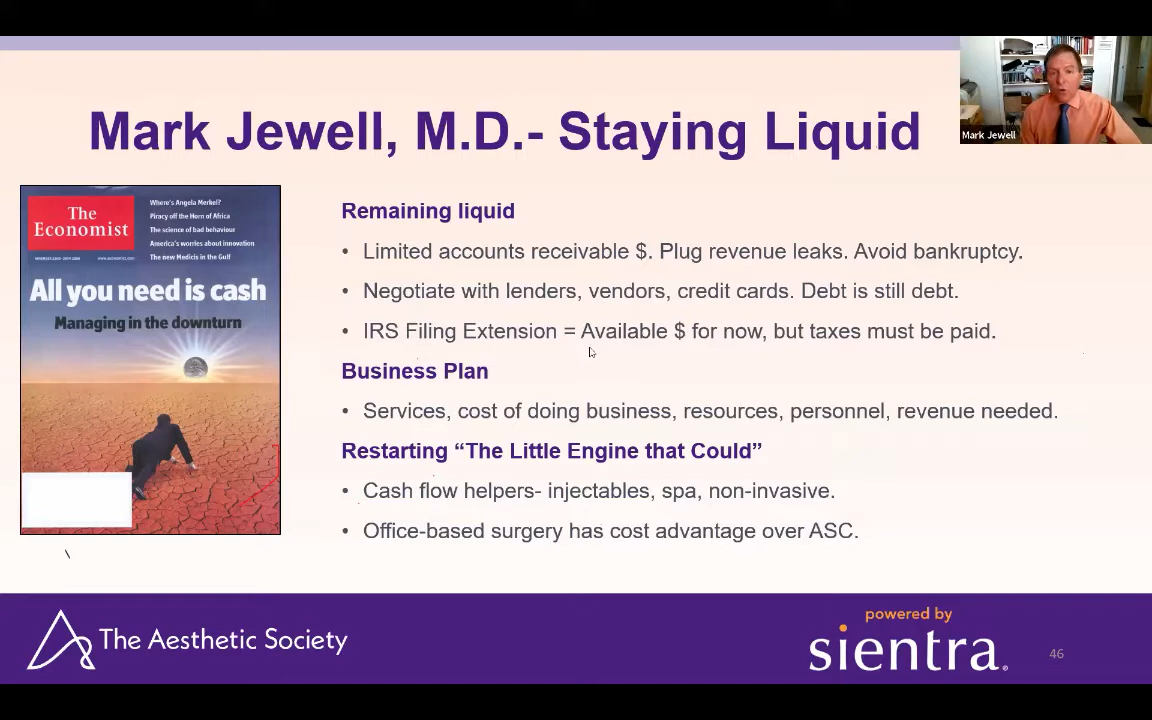 Mark Jewell, M.D.- Staying Liquid
Mark Jewell
The
Economist
Where's Angela Merkel?
Piracy off the Horn of Africa
The science of bad behaviour
America's worries about innovation
The new Medicis in the Gulf
All you need is cash
Managing in the downturn
Remaining liquid
• Limited accounts receivable $. Plug revenue leaks. Avoid bankruptcy.
• Negotiate with lenders, vendors, credit cards. Debt is still debt.
• IRS Filing Extension = Available $ for now, but taxes must be paid.
Business Plan
• Services, cost of doing business, resources, personnel, revenue needed.
Restarting “The Little Engine that Could”
• Cash flow helpers- injectables, spa, non-invasive.
• Office-based surgery has cost advantage over ASC.
The Aesthetic Society
powered by
sientra®
46